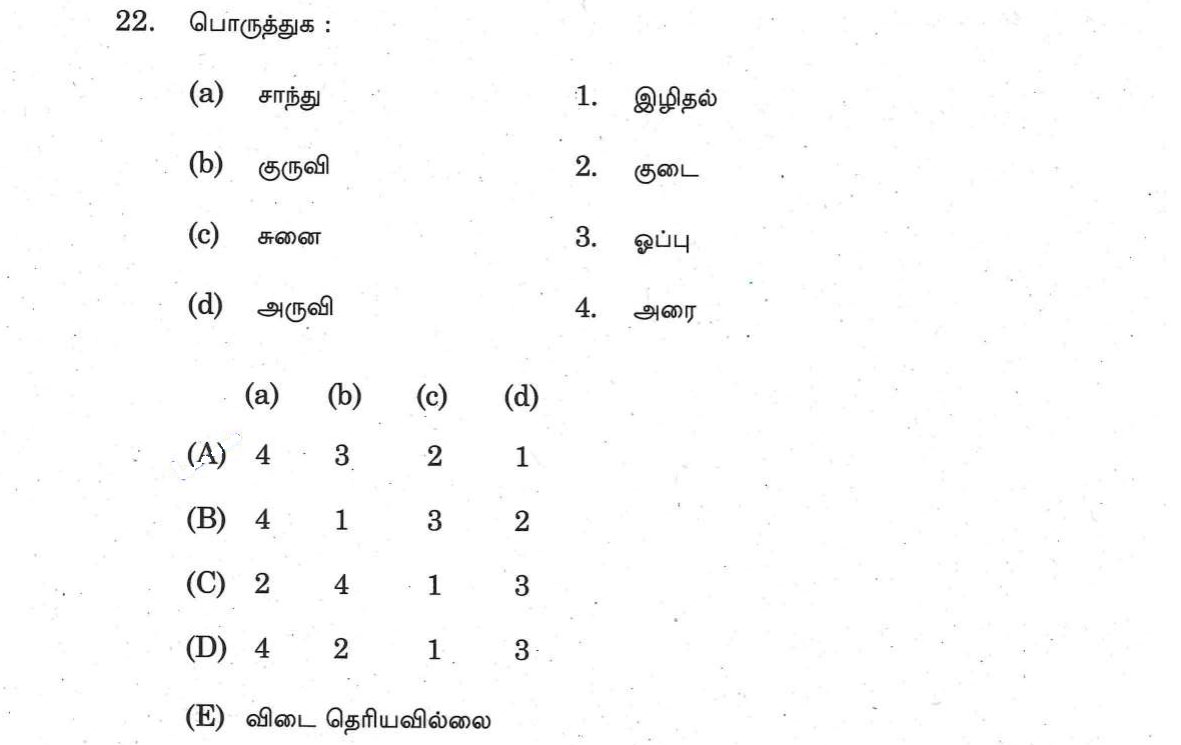 22. பொருத்துக :
(a) சாந்து 1. இழிதல்
(b) குருவி 2. குடை
(c) சுனை 3. ஓப்பு
(d) அருவி 4. அரை
(a) (b) (c) (d)
(A) 4 3 2 1
(B) 4 1 3 2
(C) 2 4 1 3
(D) 4 2 1 3
(E) விடை தெரியவில்லை